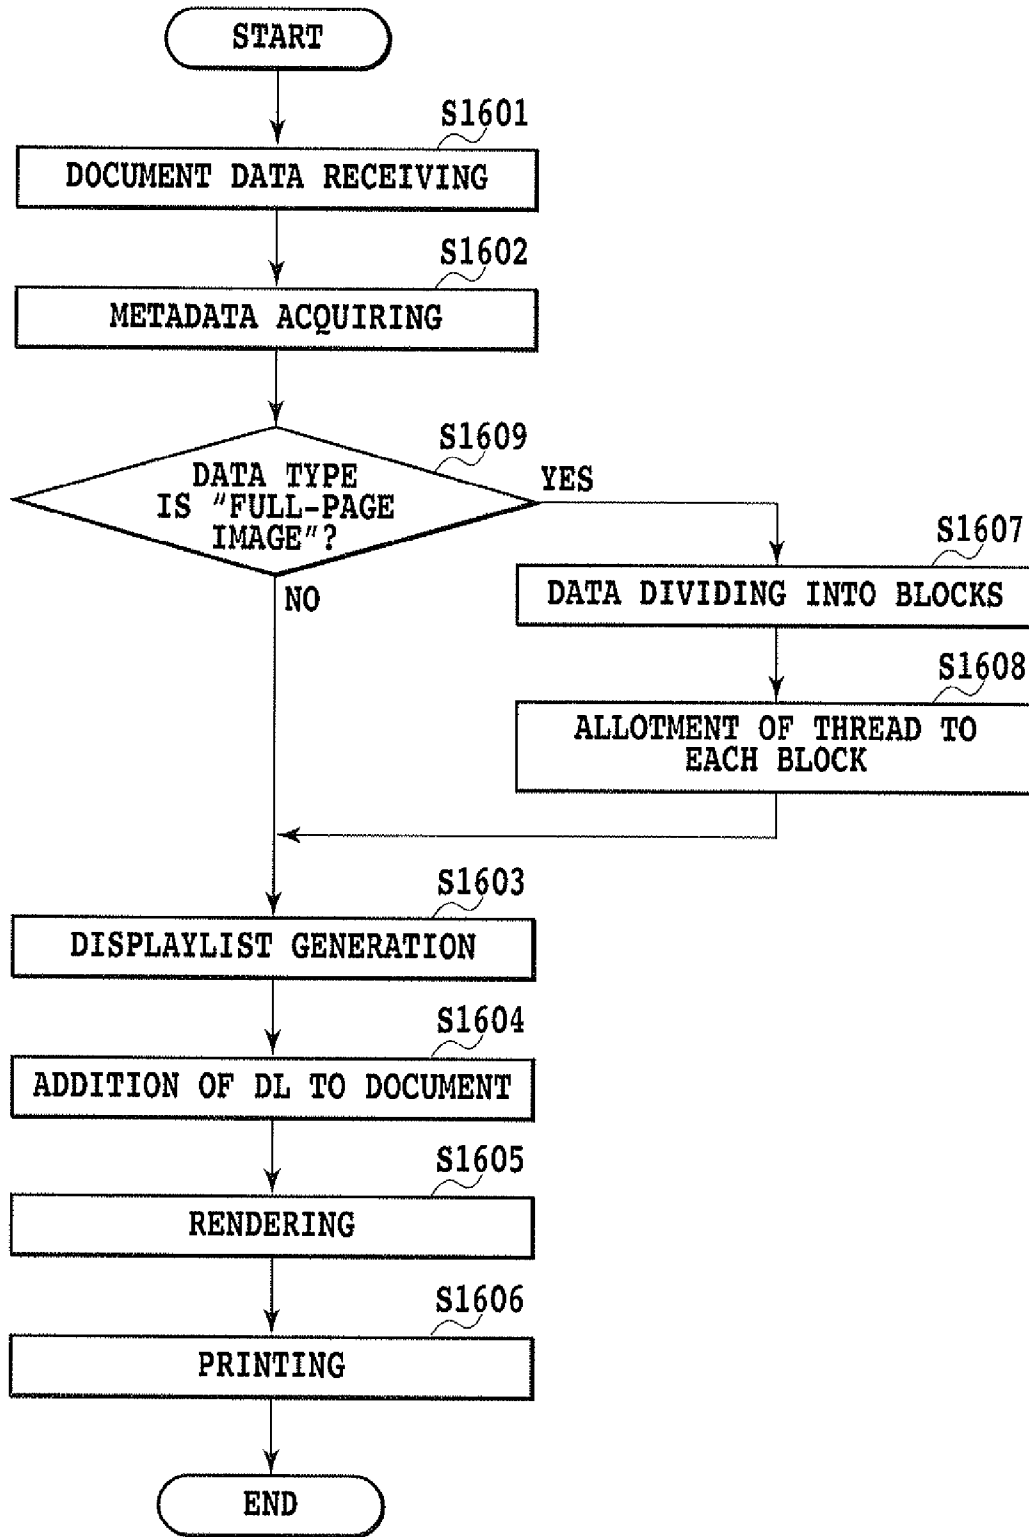 START
S1601
DOCUMENT DATA RECEIVING
S1602
METADATA ACQUIRING
S1609
DATA TYPE
IS "FULL-PAGE
IMAGE"?
YES
NO
S1607
DATA DIVIDING INTO BLOCKS
S1608
ALLOTMENT OF THREAD TO
EACH BLOCK
S1603
DISPLAYLIST GENERATION
S1604
ADDITION OF DL TO DOCUMENT
S1605
RENDERING
S1606
PRINTING
END